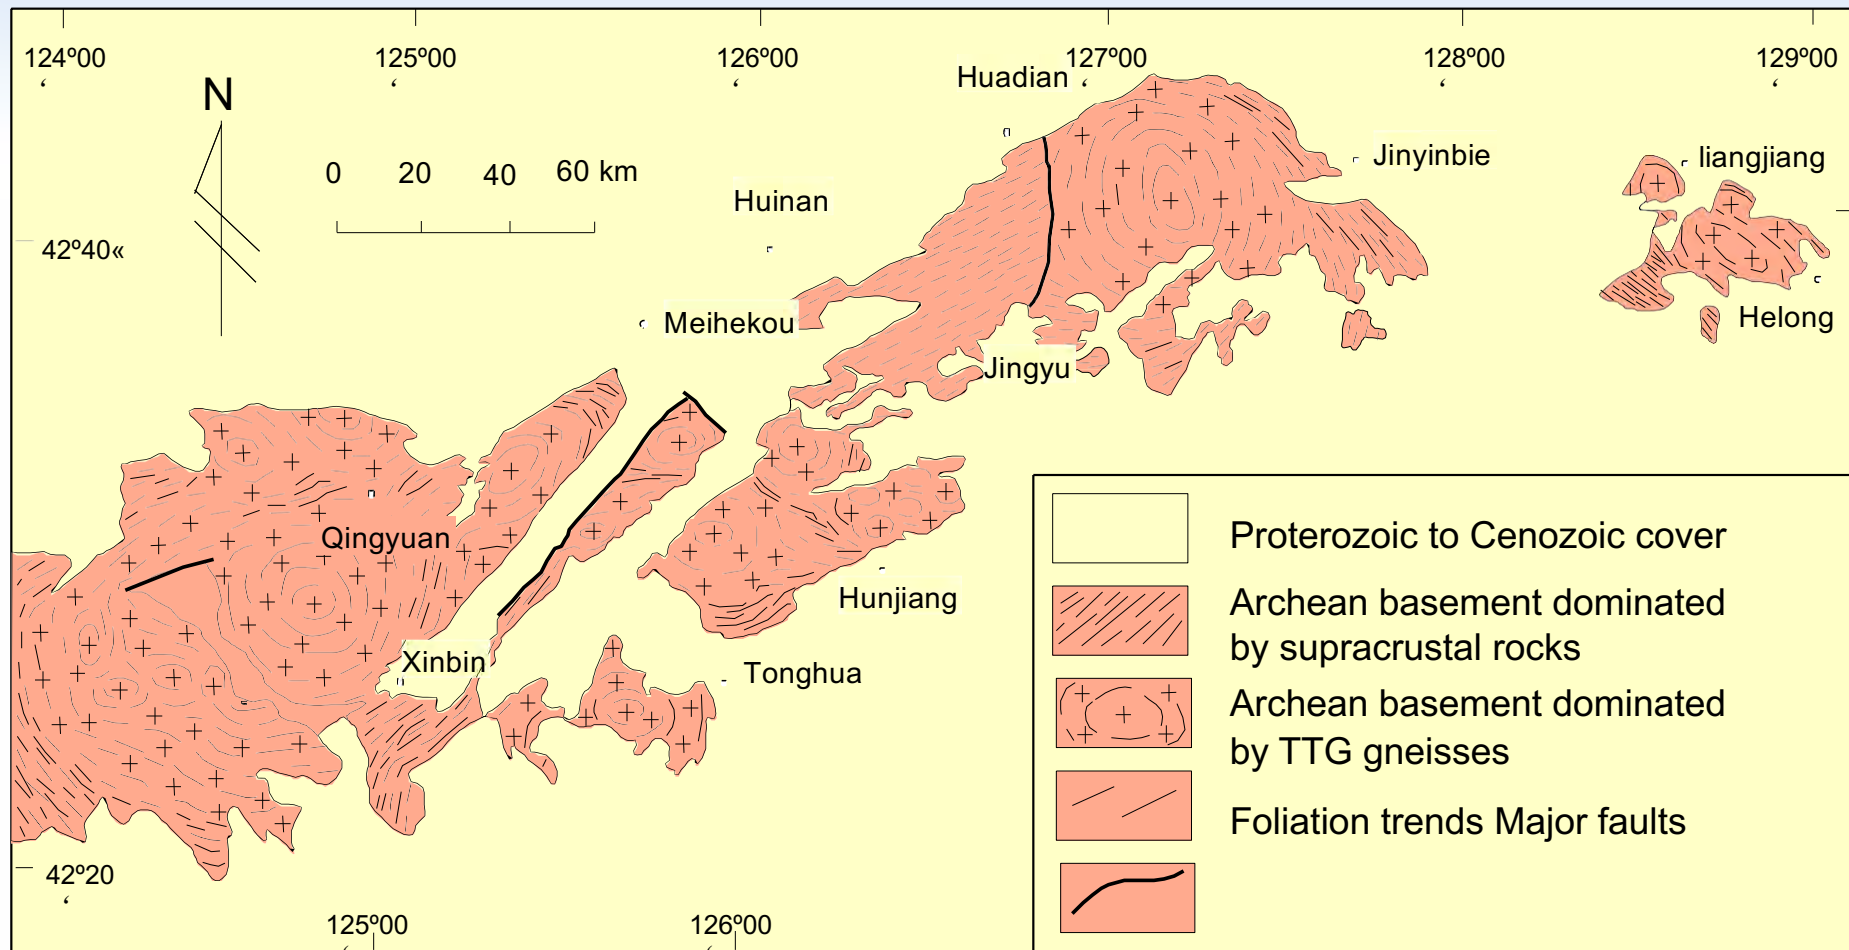 124º00 125º00 126º00 127º00 128º00 129º00
Huadian
N
Jinyinbie
liangjiang
0 20 40 60 km
Huinan
42º40«
Meihekou
Helong
Jingyu
Qingyuan
Hunjiang
Xinbin
Tonghua
42º20
125º00 126º00
Proterozoic to Cenozoic cover
Archean basement dominated
by supracrustal rocks
Archean basement dominated
by TTG gneisses
Foliation trends Major faults